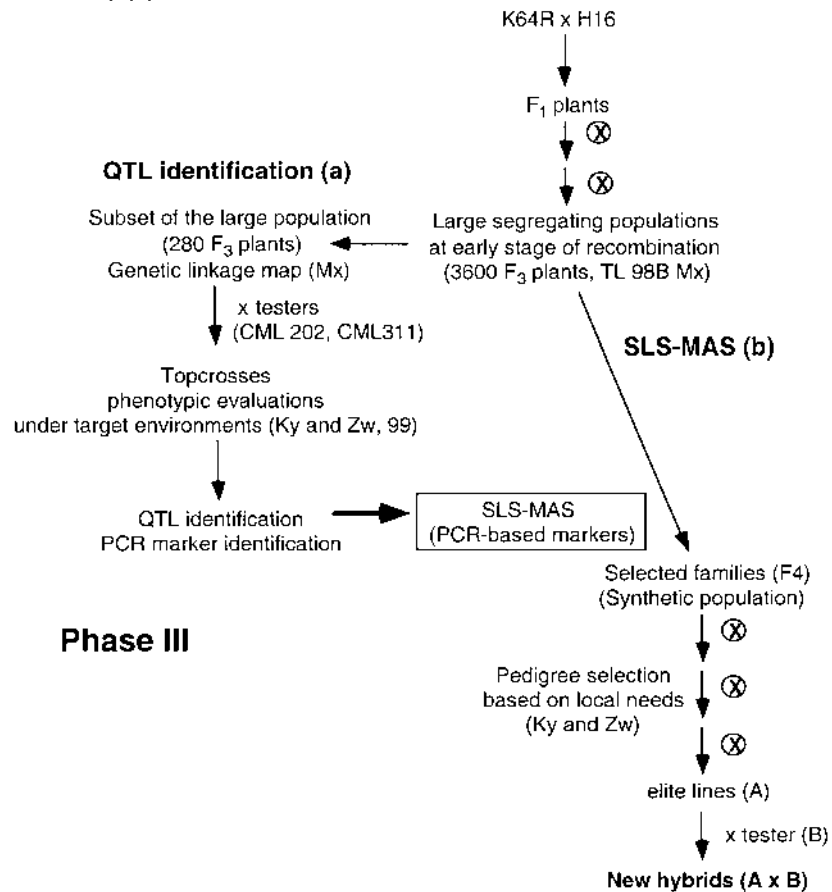 K64R x H16
F1 plants
QTL identification (a)
Subset of the large population
(280 F3 plants)
Genetic linkage map (Mx)
Large segregating populations
at early stage of recombination
(3600 F3 plants, TL 98B Mx)
x testers
(CML 202, CML311)
SLS-MAS (b)
Topcrosses
phenotypic evaluations
under target environments (Ky and Zw, 99)
QTL identification
PCR marker identification
SLS-MAS
(PCR-based markers)
Selected families (F4)
(Synthetic population)
Phase III
Pedigree selection
based on local needs
(Ky and Zw)
elite lines (A)
x tester (B)
New hybrids (A x B)